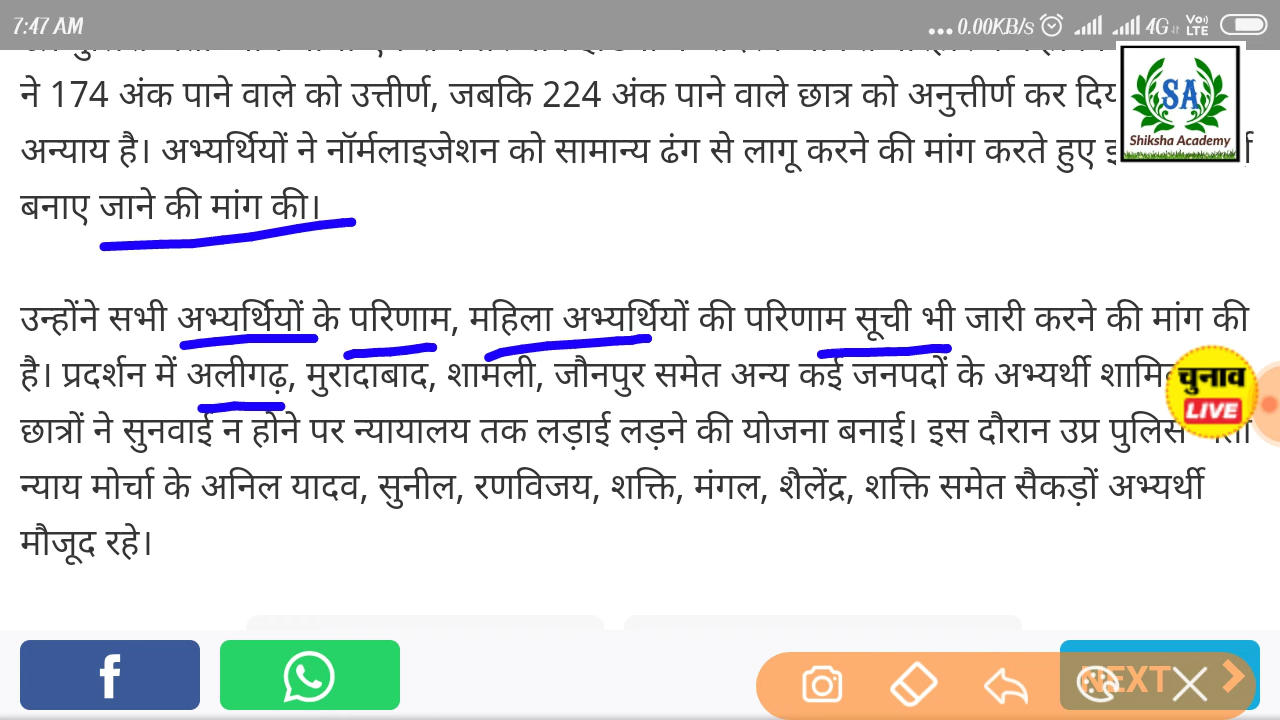 7:47 AM
...0.00KB/s 4G Vo) LTE
ने 174 अंक पाने वाले को उत्तीर्ण, जबकि 224 अंक पाने वाले छात्र को अनुत्तीर्ण कर
SA
Shiksha Academy
अन्याय है। अभ्यर्थियों ने नॉर्मलाइजेशन को सामान्य ढंग से लागू करने की मांग करते हुए
बनाए जाने की मांग की।
उन्होंने सभी अभ्यर्थियों के परिणाम, महिला अभ्यर्थियों की परिणाम सूची भी जारी करने की मांग की
है। प्रदर्शन में अलीगढ़, मुरादाबाद, शामली, जौनपुर समेत अन्य कई जनपदों के अभ्यर्थी
चुनाव
LIVE
छात्रों ने सुनवाई न होने पर न्यायालय तक लड़ाई लड़ने की योजना बनाई। इस दौरान उप्र पुलिस
न्याय मोर्चा के अनिल यादव, सुनील, रणविजय, शक्ति, मंगल, शैलेंद्र, शक्ति समेत सैकड़ों अभ्यर्थी
मौजूद रहे।
NEXT